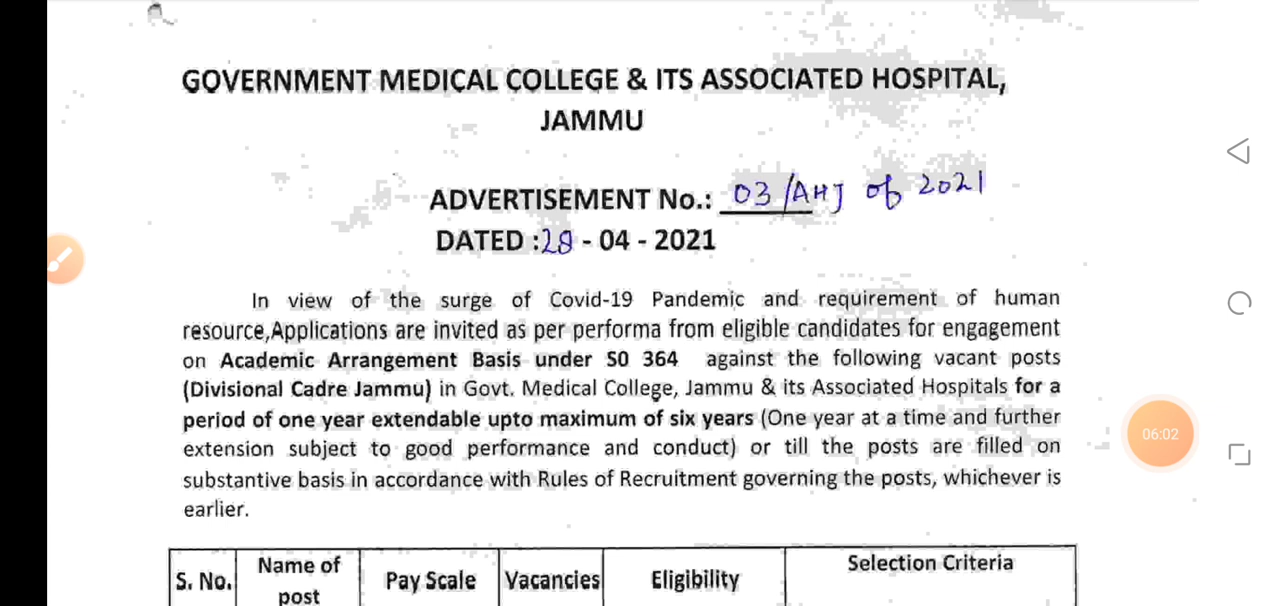 GOVERNMENT MEDICAL COLLEGE & ITS ASSOCIATED HOSPITAL,
JAMMU
ADVERTISEMENT No.: 03/AHJ of 2021
DATED :28 - 04 - 2021
In view of the surge of Covid-19 Pandemic and requirement of human
resource,Applications are invited as per performa from eligible candidates for engagement
on Academic Arrangement Basis under SO 364 against the following vacant posts
(Divisional Cadre Jammu) in Govt. Medical College, Jammu & its Associated Hospitals for a
period of one year extendable upto maximum of six years (One year at a time and further
extension subject to good performance and conduct) or till the posts are filled on
substantive basis in accordance with Rules of Recruitment governing the posts, whichever is
earlier.
06:02
S. No. Name of post Pay Scale Vacancies Eligibility Selection Criteria